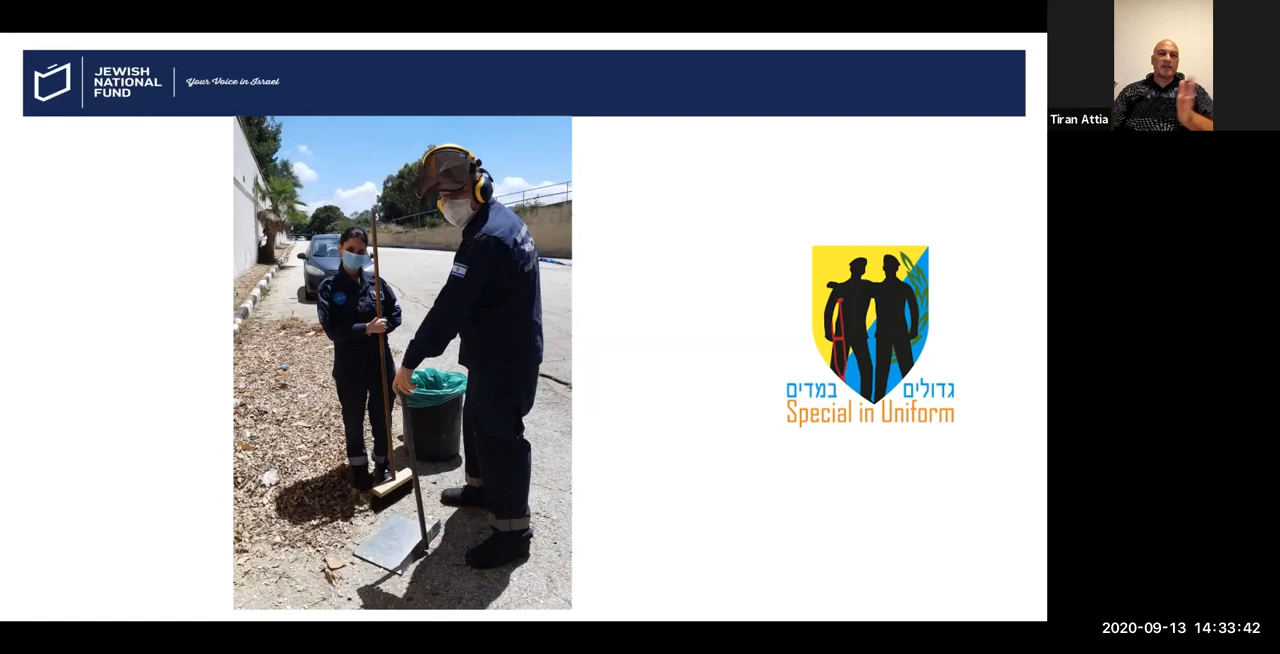 JEWISH
NATIONAL
FUND
Your Voice in Israel
Tiran Attia
גדולים במדים
Special in Uniform
2020-09-13 14:33:42